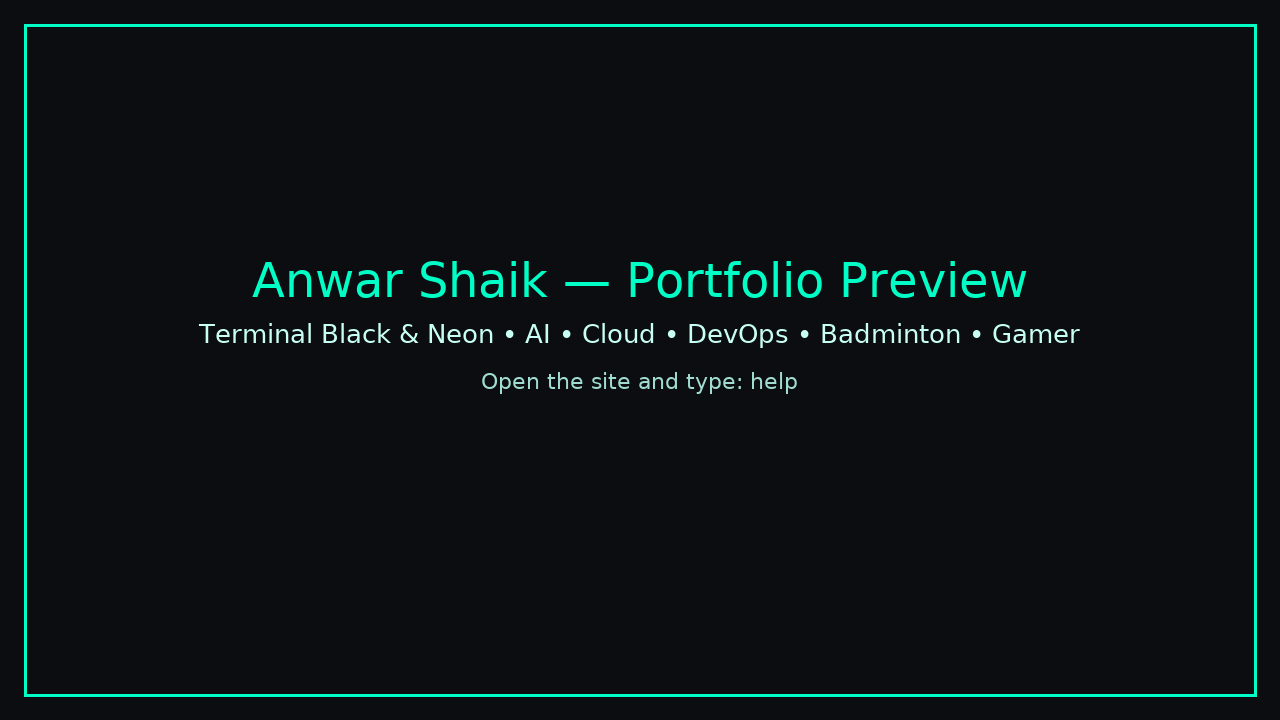 Anwar Shaik — Portfolio Preview
Terminal Black & Neon • AI • Cloud • DevOps • Badminton • Gamer
Open the site and type: help